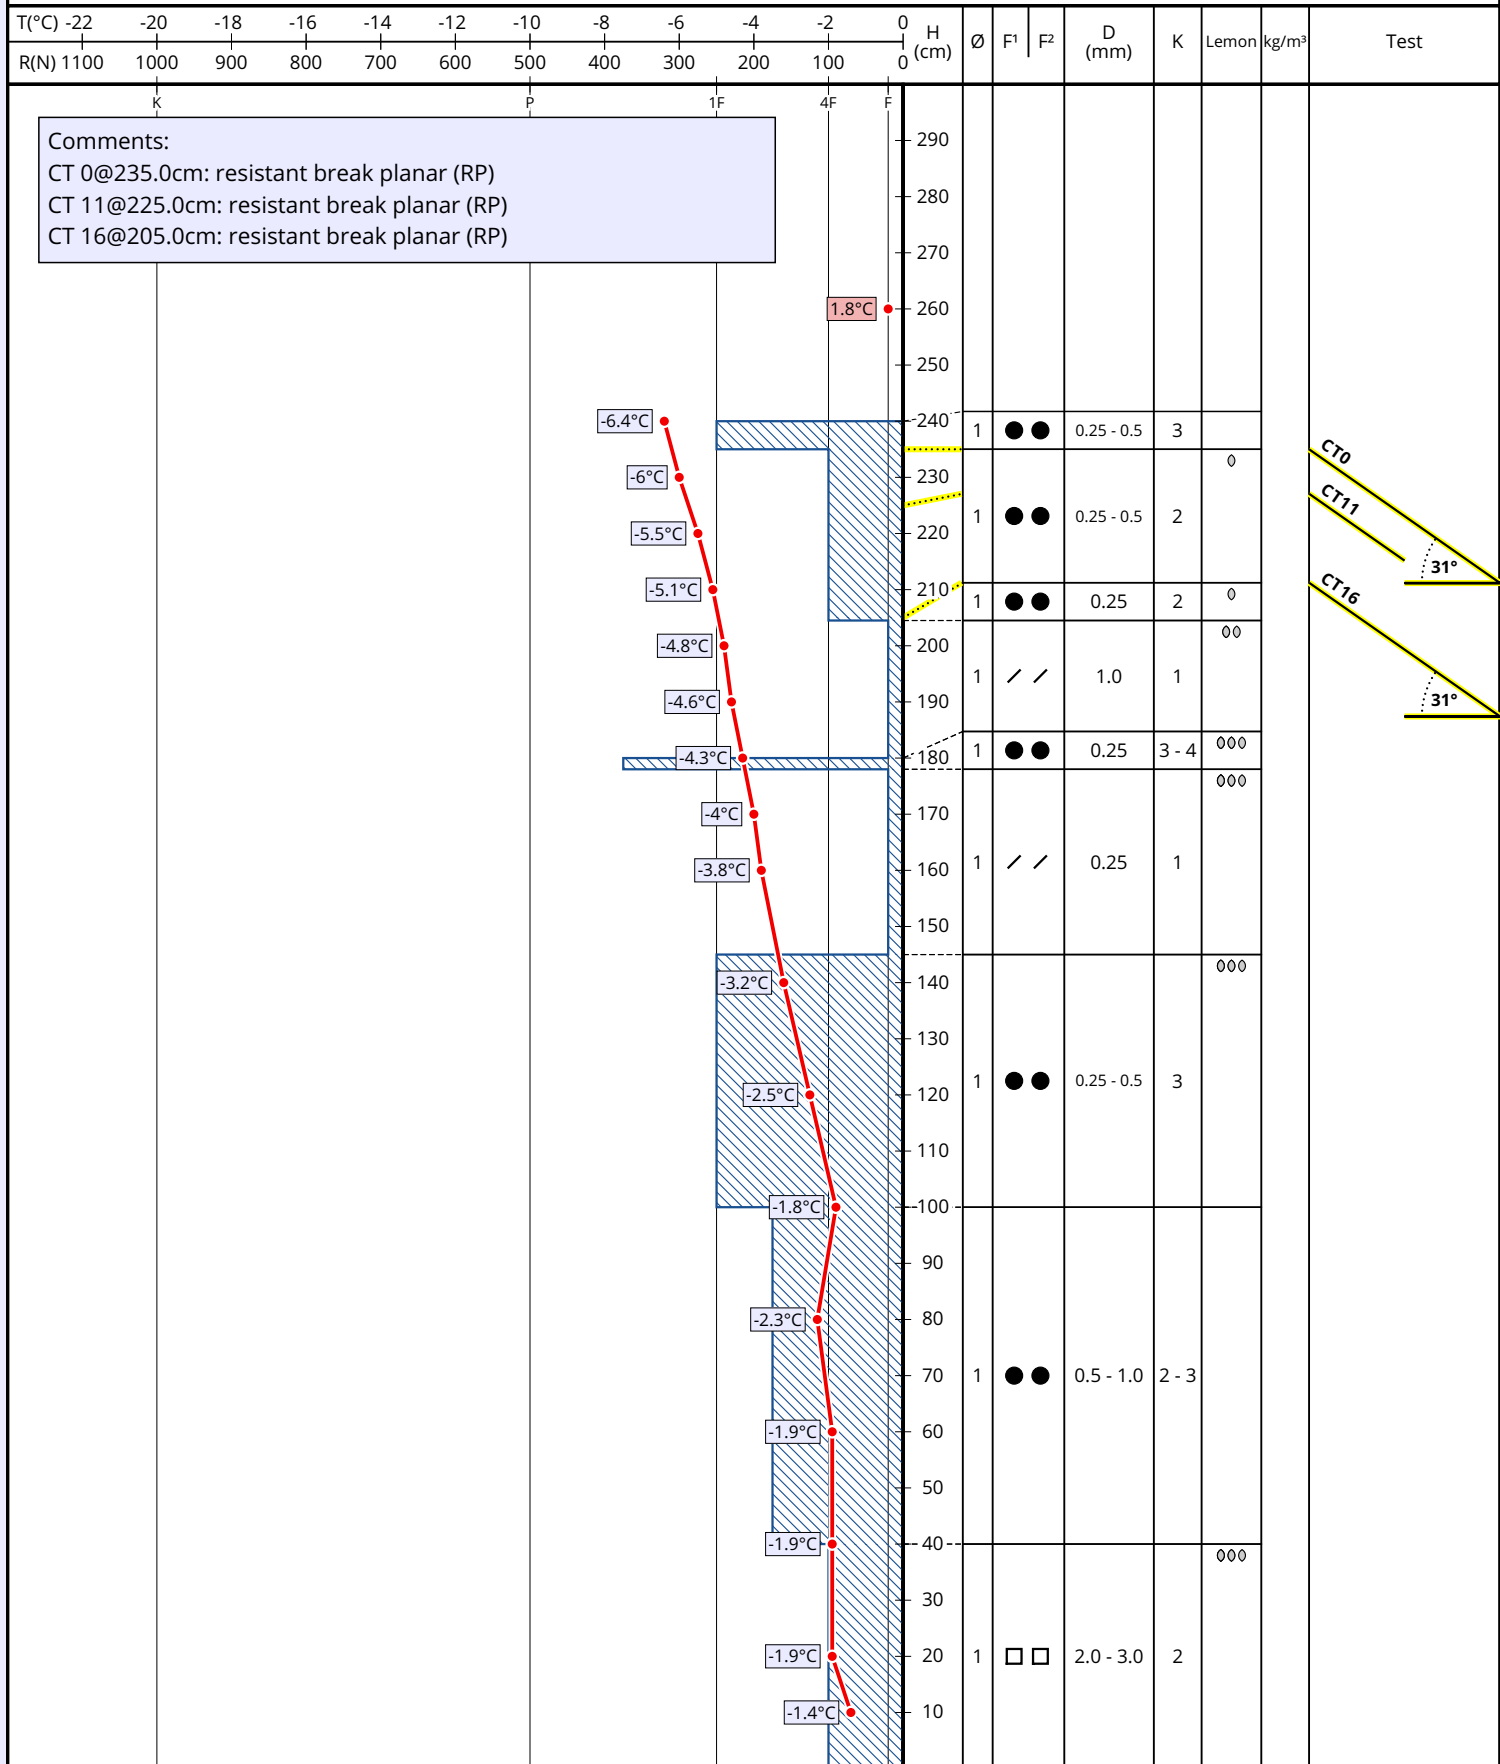 T(°C) -22 -20 -18 -16 -14 -12 -10 -8 -6 -4 -2 0
R(N) 1100 1000 900 800 700 600 500 400 300 200 100 0
H (cm) Ø F¹ F² D (mm) K Lemon kg/m³ Test
K P 1F 4F F
Comments:
CT 0@235.0cm: resistant break planar (RP)
CT 11@225.0cm: resistant break planar (RP)
CT 16@205.0cm: resistant break planar (RP)
290
280
270
1.8°C 260
250
-6.4°C 240
1 0.25 - 0.5 3
CT0
-6°C 230
CT11
1 0.25 - 0.5 2
-5.5°C 220
31°
-5.1°C 210
CT16
1 0.25 2
-4.8°C 200
1 1.0 1
-4.6°C 190
31°
1 0.25 3 - 4
-4.3°C 180
-4°C 170
1 0.25 1
-3.8°C 160
150
-3.2°C 140
130
1 0.25 - 0.5 3
-2.5°C 120
110
-1.8°C 100
90
-2.3°C 80
70 1 0.5 - 1.0 2 - 3
-1.9°C 60
50
-1.9°C 40
30
-1.9°C 20 1 2.0 - 3.0 2
-1.4°C 10